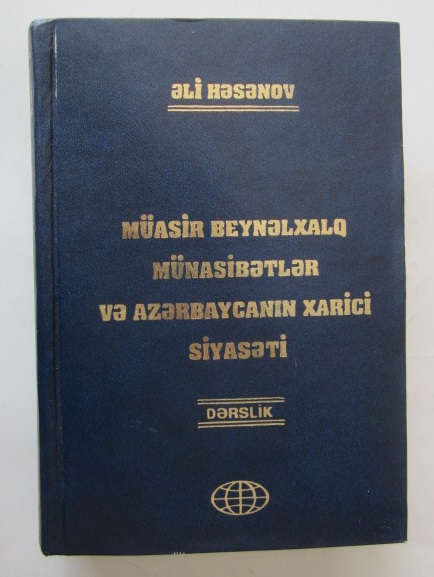 ƏLİ HƏSƏNOV
MÜASİR BEYNƏLXALQ
MÜNASİBƏTLƏR
VƏ AZƏRBAYCANIN XARİCİ
SİYASƏTİ
DƏRSLİK